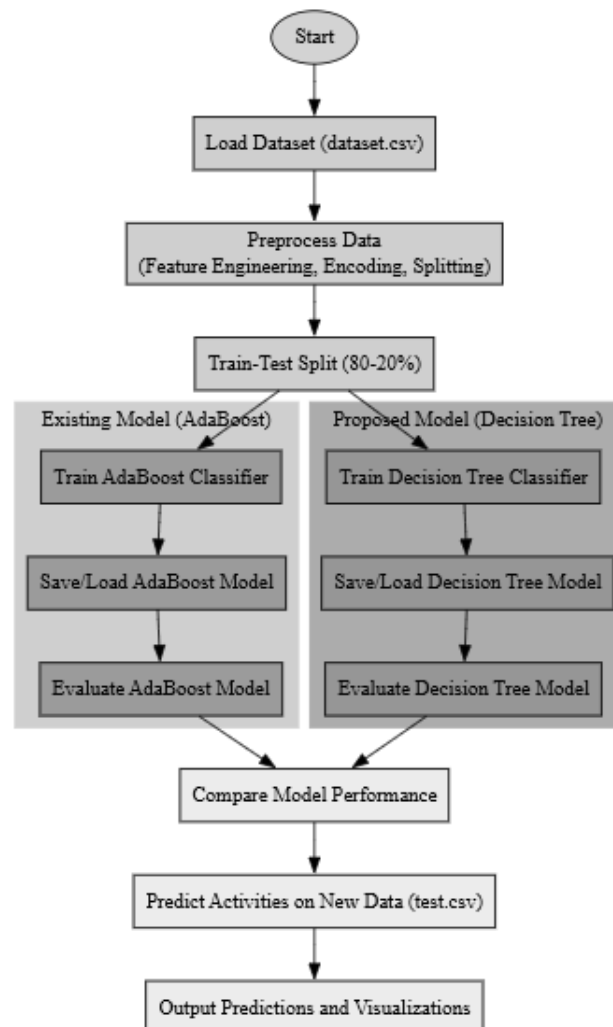 Start
Load Dataset (dataset.csv)
Preprocess Data
(Feature Engineering, Encoding, Splitting)
Train-Test Split (80-20%)
Existing Model (AdaBoost)
Train AdaBoost Classifier
Save/Load AdaBoost Model
Evaluate AdaBoost Model
Proposed Model (Decision Tree)
Train Decision Tree Classifier
Save/Load Decision Tree Model
Evaluate Decision Tree Model
Compare Model Performance
Predict Activities on New Data (test.csv)
Output Predictions and Visualizations